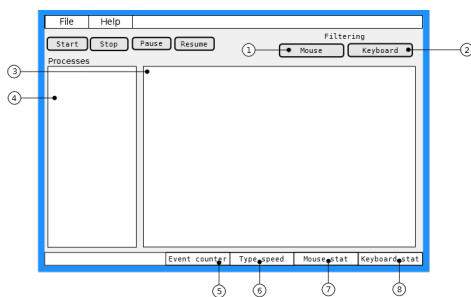 File Help
Filtering
Start Stop Pause Resume
1 Mouse Keyboard 2
Processes
3
4
Event counter Type speed Mouse stat Keyboard stat
5 6 7 8